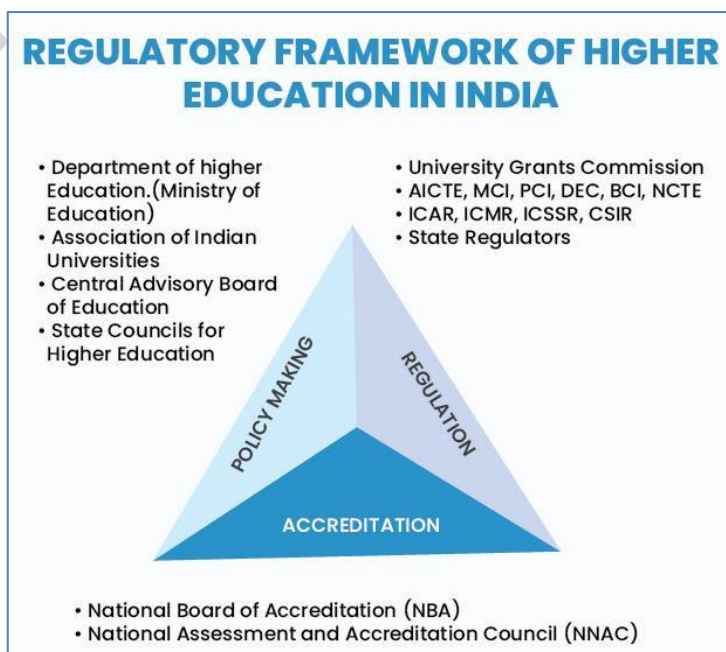 REGULATORY FRAMEWORK OF HIGHER
EDUCATION IN INDIA
• Department of higher
Education.(Ministry of
Education)
• Association of Indian
Universities
• Central Advisory Board
of Education
• State Councils for
Higher Education
• University Grants Commission
• AICTE, MCI, PCI, DEC, BCI, NCTE
• ICAR, ICMR, ICSSR, CSIR
• State Regulators
POLICY MAKING
REGULATION
ACCREDITATION
• National Board of Accreditation (NBA)
• National Assessment and Accreditation Council (NNAC)